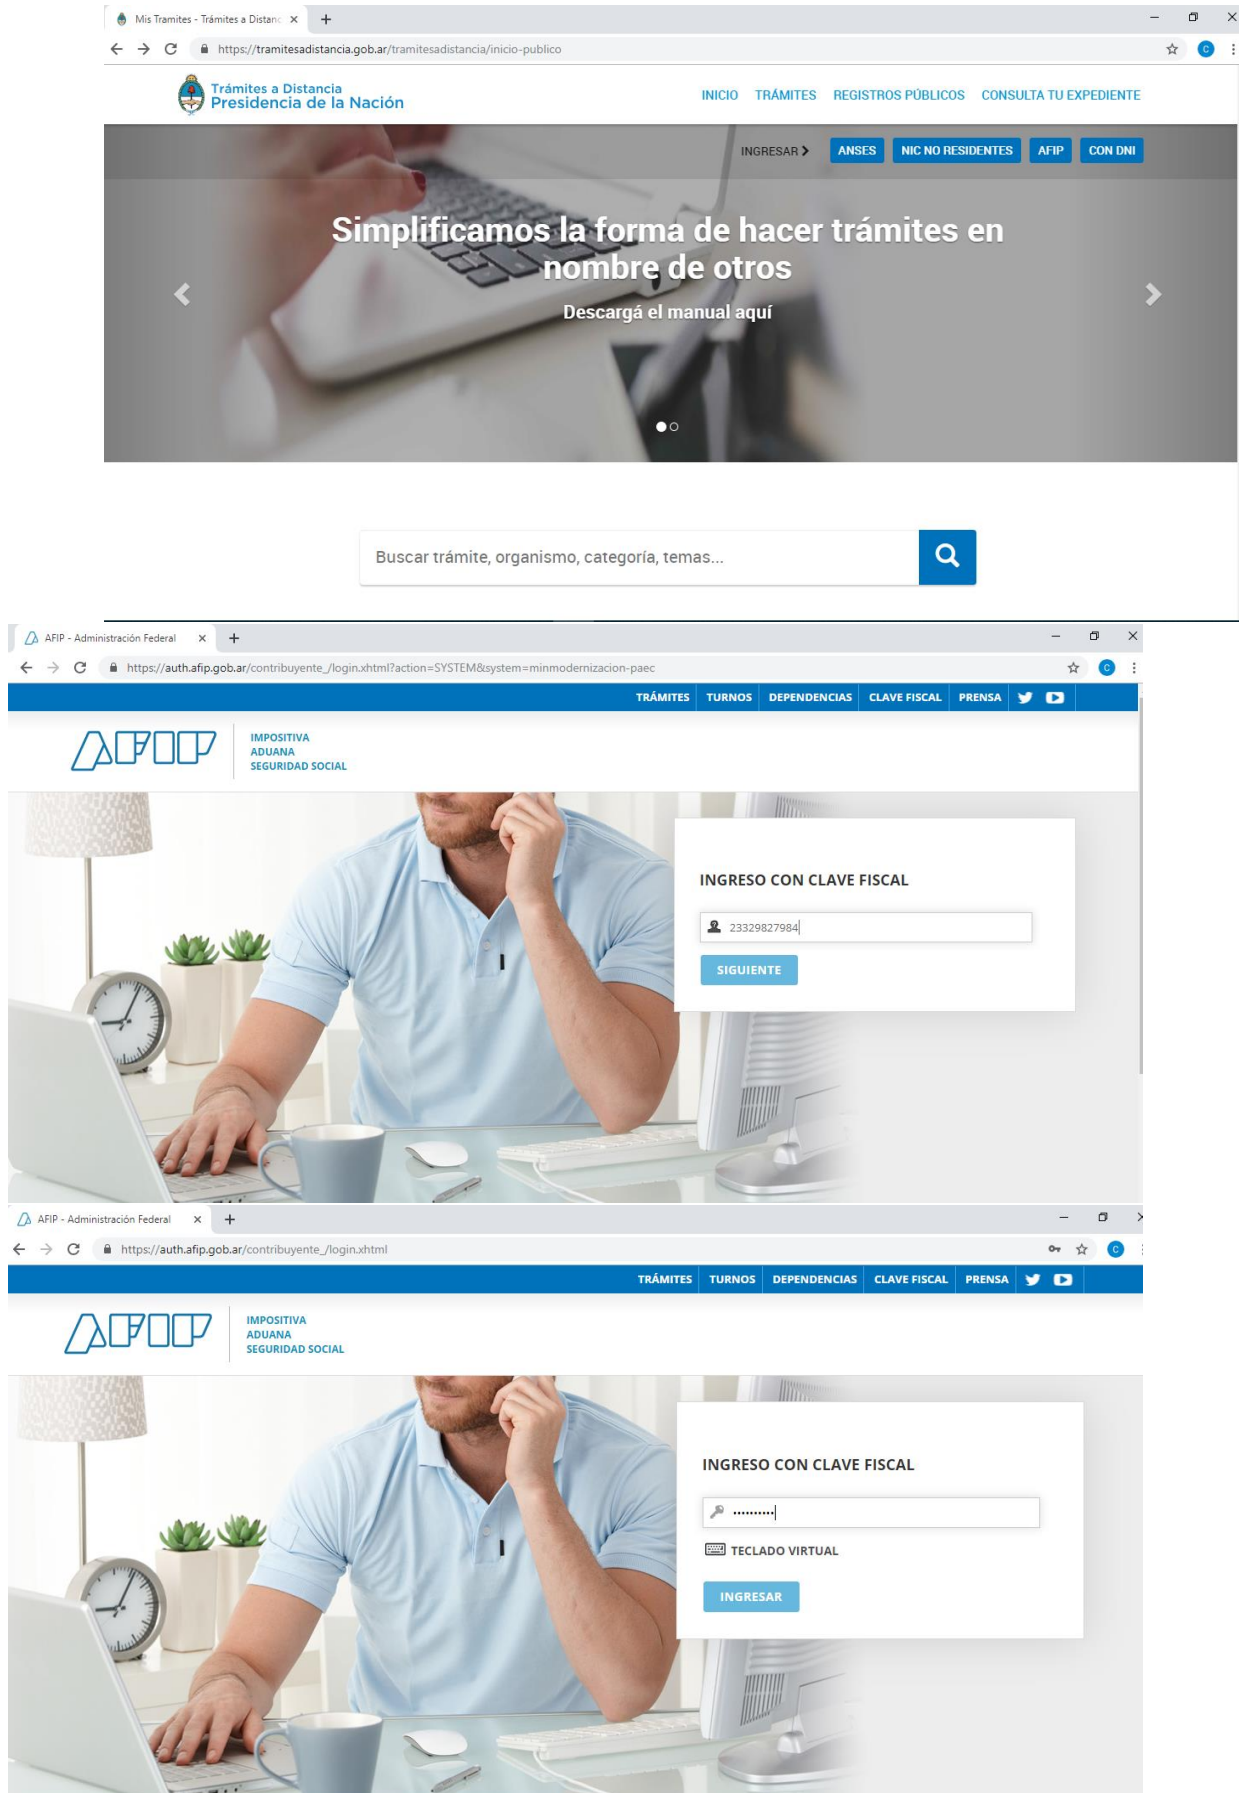 Mis Tramites - Trámites a Distanc
https://tramitesadistancia.gob.ar/tramitesadistancia/inicio-publico
C
Trámites a Distancia
Presidencia de la Nación
INICIO TRÁMITES REGISTROS PÚBLICOS CONSULTA TU EXPEDIENTE
INGRESAR ANSES NIC NO RESIDENTES AFIP CON DNI
Simplificamos la forma de hacer trámites en
nombre de otros
Descargá el manual aquí
Buscar trámite, organismo, categoría, temas...
AFIP - Administración Federal
https://auth.afip.gob.ar/contribuyente_/login.xhtml?action=SYSTEM&system=minmodernizacion-paec
C
TRÁMITES TURNOS DEPENDENCIAS CLAVE FISCAL PRENSA
AFIP
IMPOSITIVA
ADUANA
SEGURIDAD SOCIAL
INGRESO CON CLAVE FISCAL
23329827984
SIGUIENTE
AFIP - Administración Federal
https://auth.afip.gob.ar/contribuyente_/login.xhtml
C
TRÁMITES TURNOS DEPENDENCIAS CLAVE FISCAL PRENSA
AFIP
IMPOSITIVA
ADUANA
SEGURIDAD SOCIAL
INGRESO CON CLAVE FISCAL
••••••••••
TECLADO VIRTUAL
INGRESAR